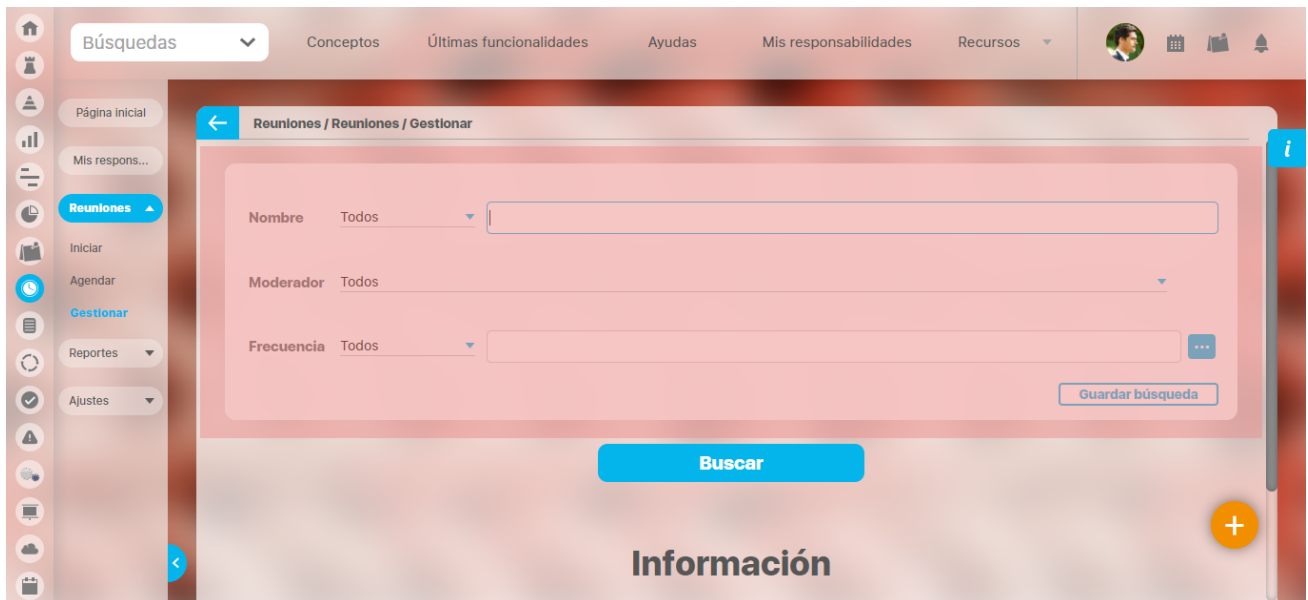 Búsquedas
Conceptos
Últimas funcionalidades
Ayudas
Mis responsabilidades
Recursos
Página inicial
Mis respons...
Reuniones
Iniciar
Agendar
Gestionar
Reportes
Ajustes
Reuniones / Reuniones / Gestionar
i
Nombre Todos
Moderador Todos
Frecuencia Todos
...
Guardar búsqueda
Buscar
Información